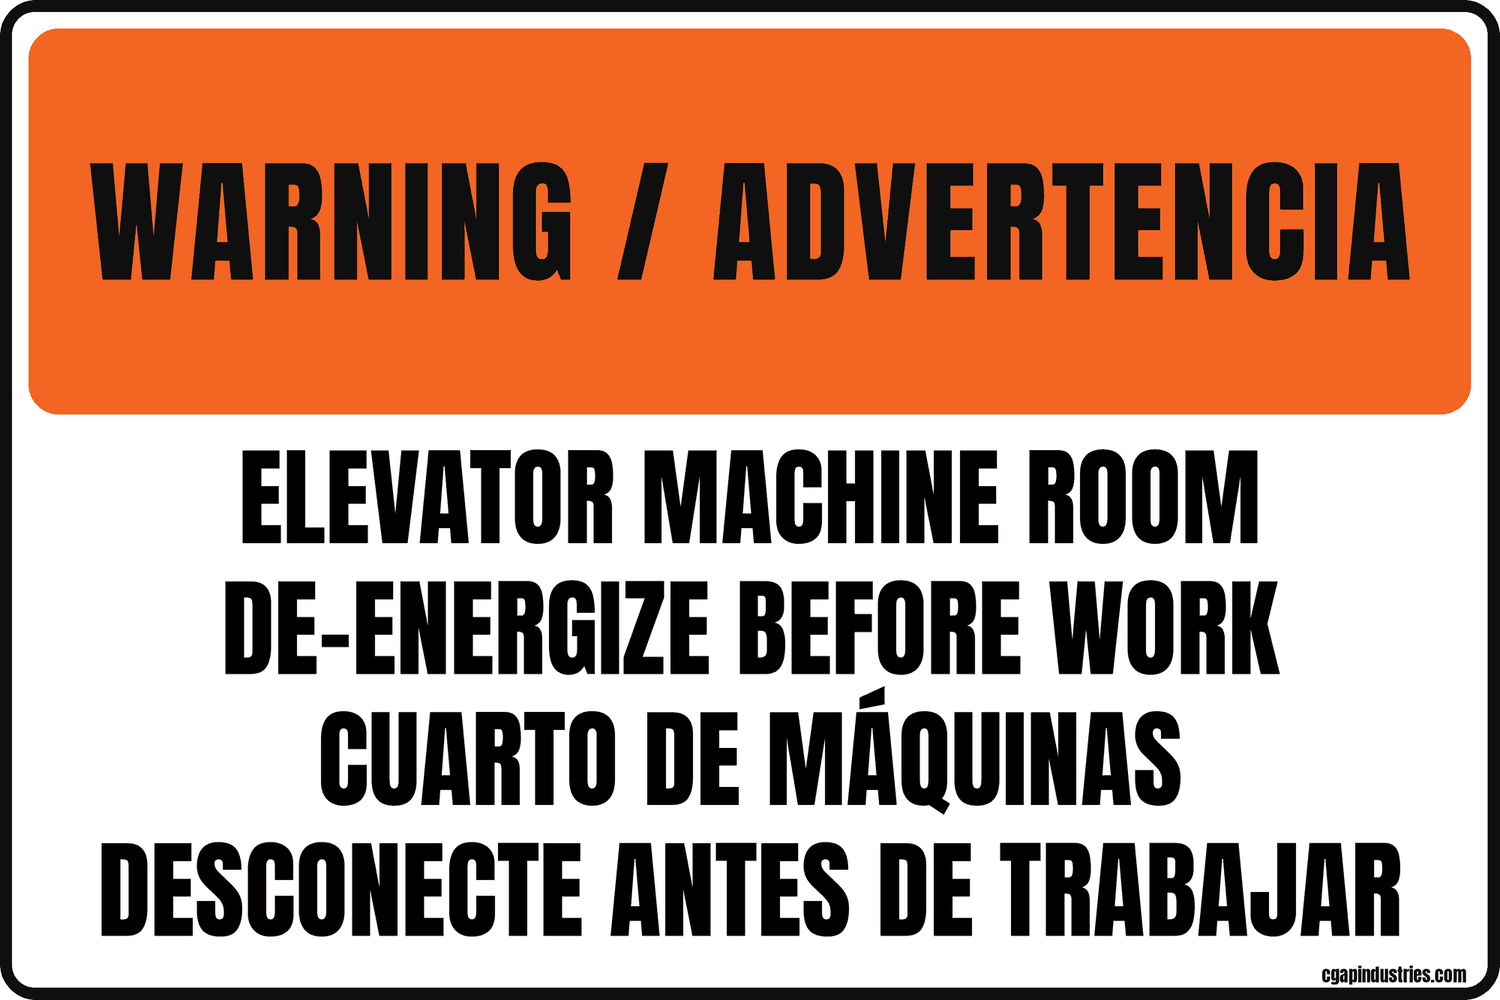 WARNING / ADVERTENCIA
ELEVATOR MACHINE ROOM
DE-ENERGIZE BEFORE WORK
CUARTO DE MÁQUINAS
DESCONECTE ANTES DE TRABAJAR
cgapindustries.com